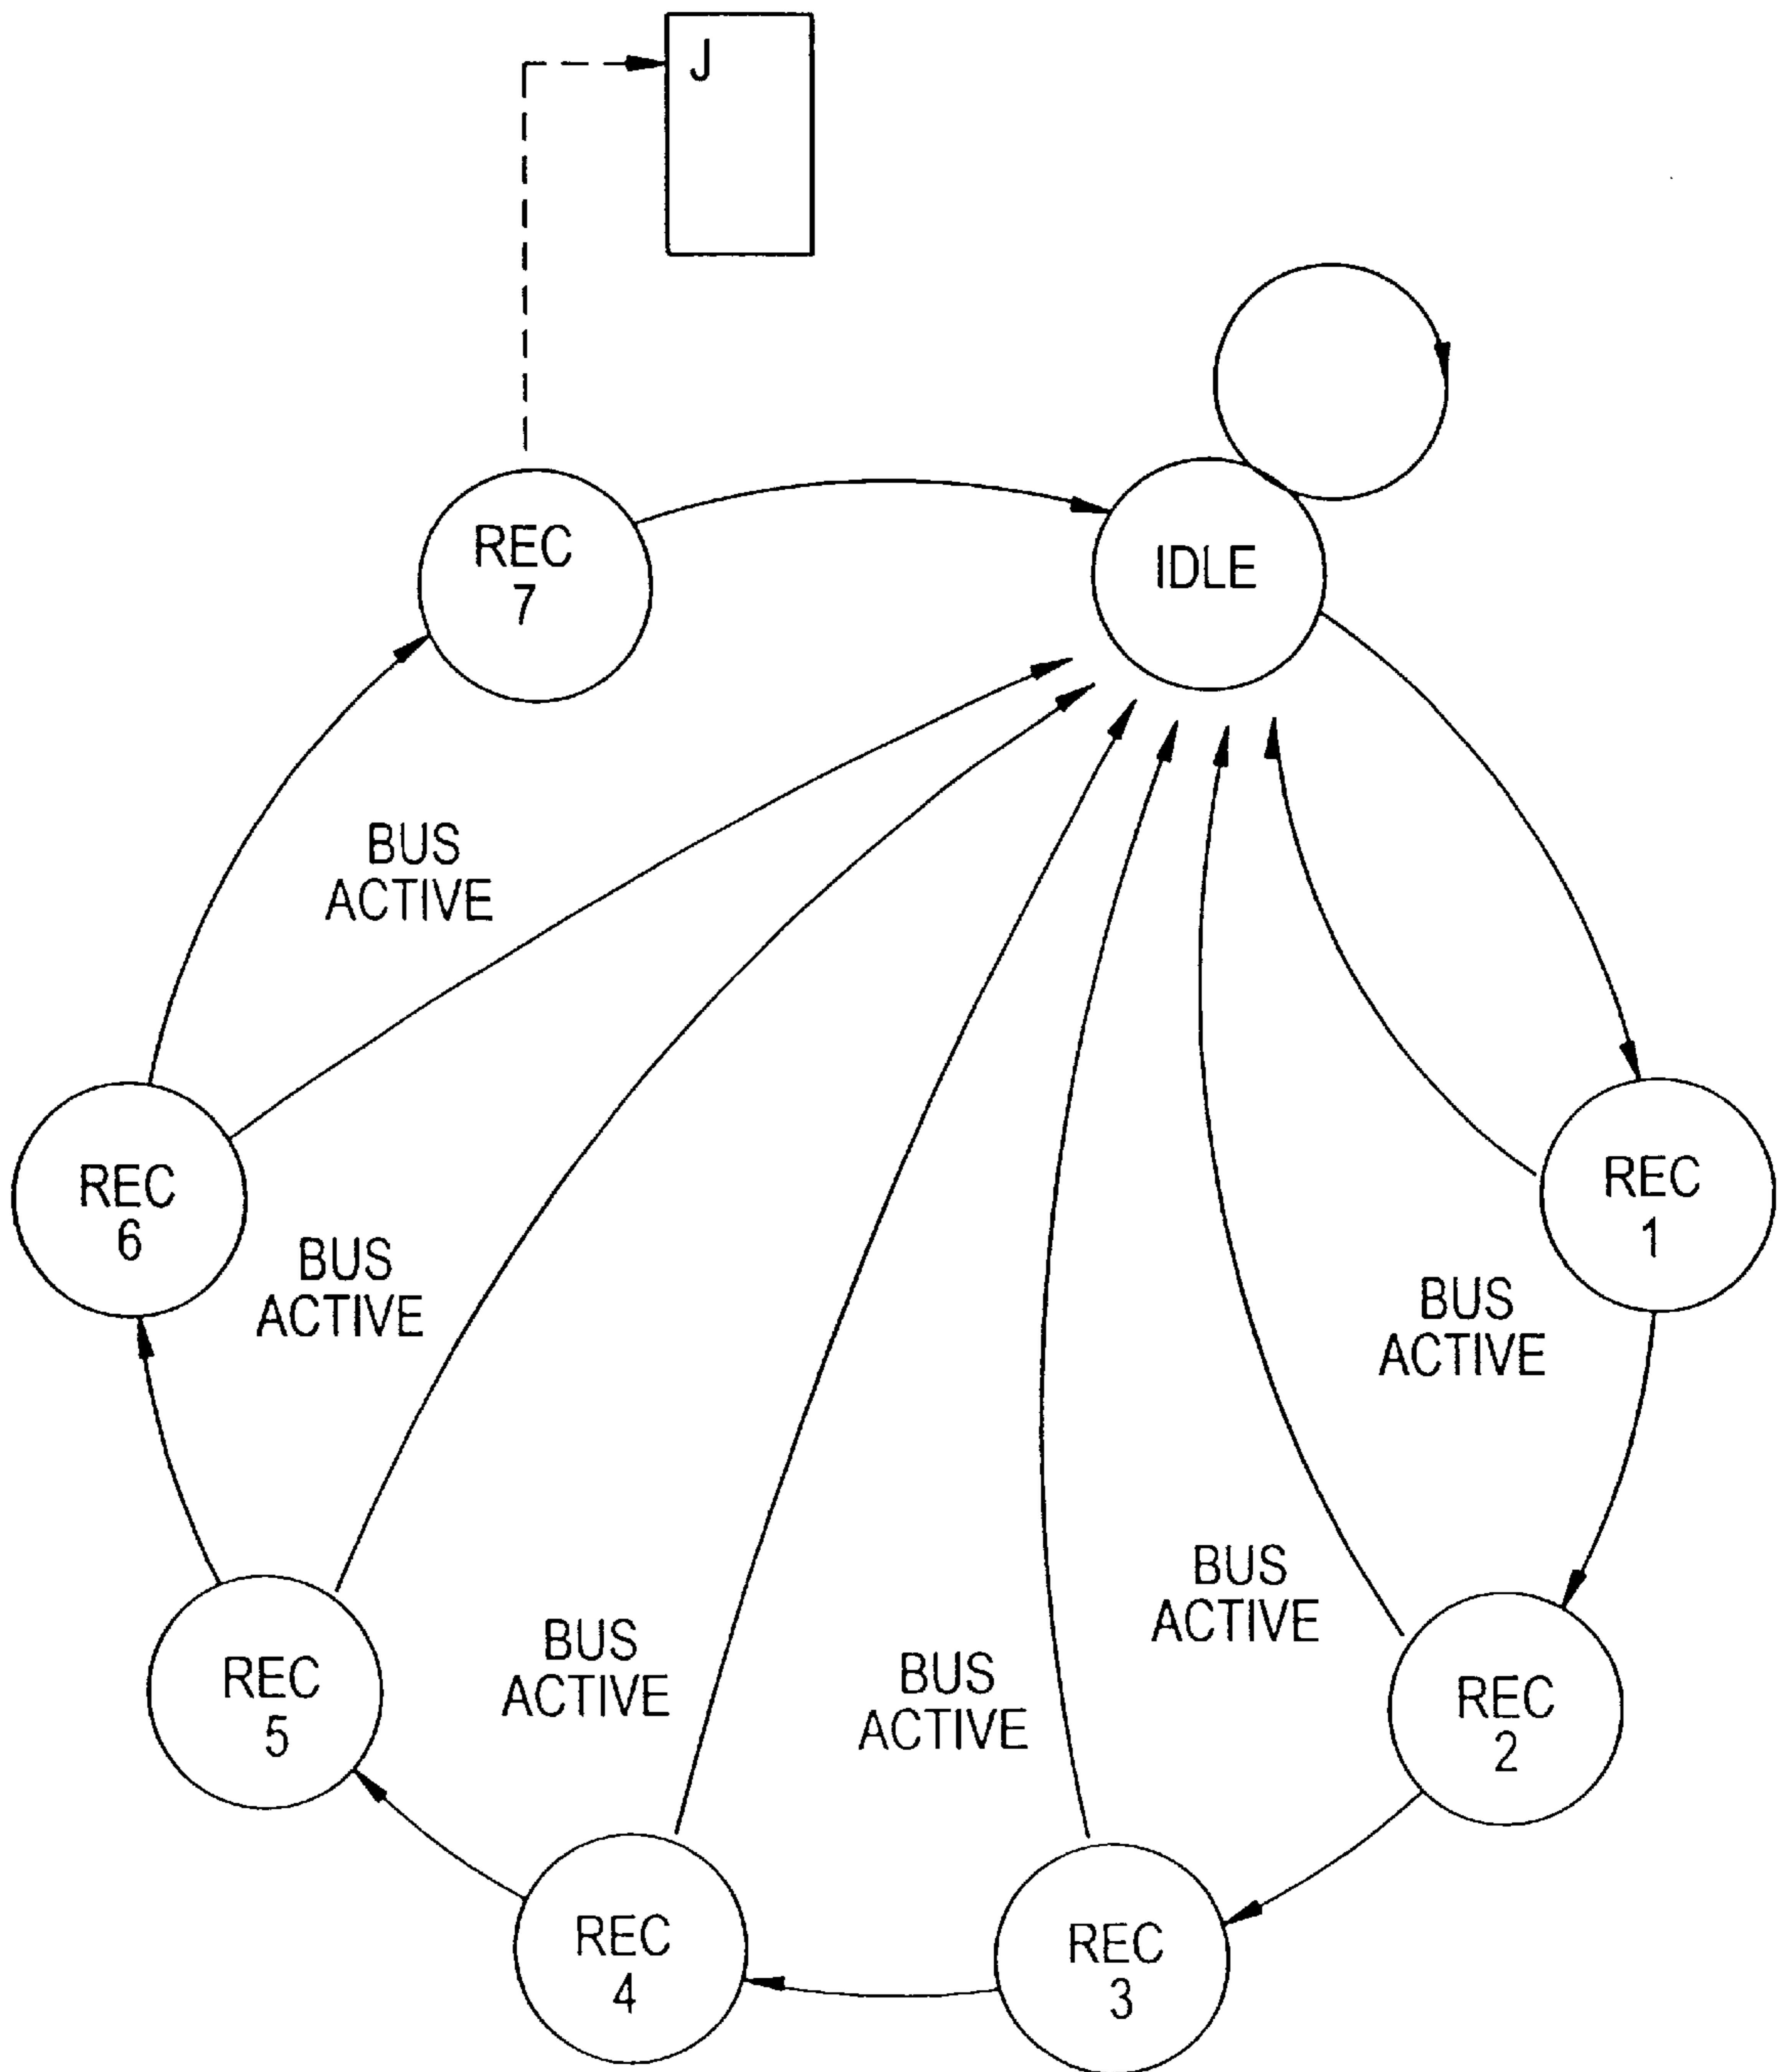 J
REC
7
IDLE
BUS
ACTIVE
REC
6
REC
1
BUS
ACTIVE
BUS
ACTIVE
BUS
ACTIVE
BUS
ACTIVE
BUS
ACTIVE
REC
5
REC
2
REC
4
REC
3